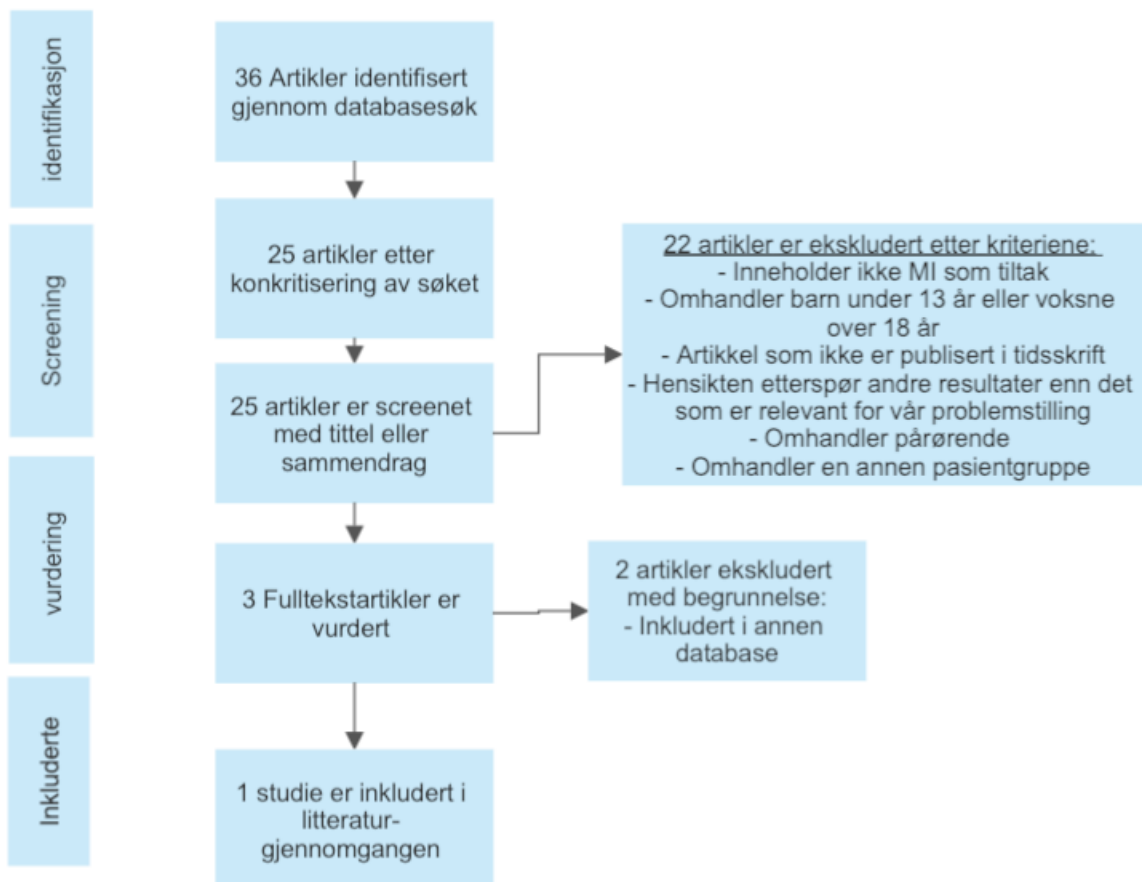 identifikasjon
36 Artikler identifisert
gjennom databasesøk
Screening
25 artikler etter
konkritisering av søket
25 artikler er screenet
med tittel eller
sammendrag
22 artikler er ekskludert etter kriteriene:
- Inneholder ikke MI som tiltak
- Omhandler barn under 13 år eller voksne
over 18 år
- Artikkel som ikke er publisert i tidsskrift
- Hensikten etterspør andre resultater enn det
som er relevant for vår problemstilling
- Omhandler pårørende
- Omhandler en annen pasientgruppe
vurdering
3 Fulltekstartikler er
vurdert
2 artikler ekskludert
med begrunnelse:
- Inkludert i annen
database
Inkluderte
1 studie er inkludert i
litteratur-
gjennomgangen